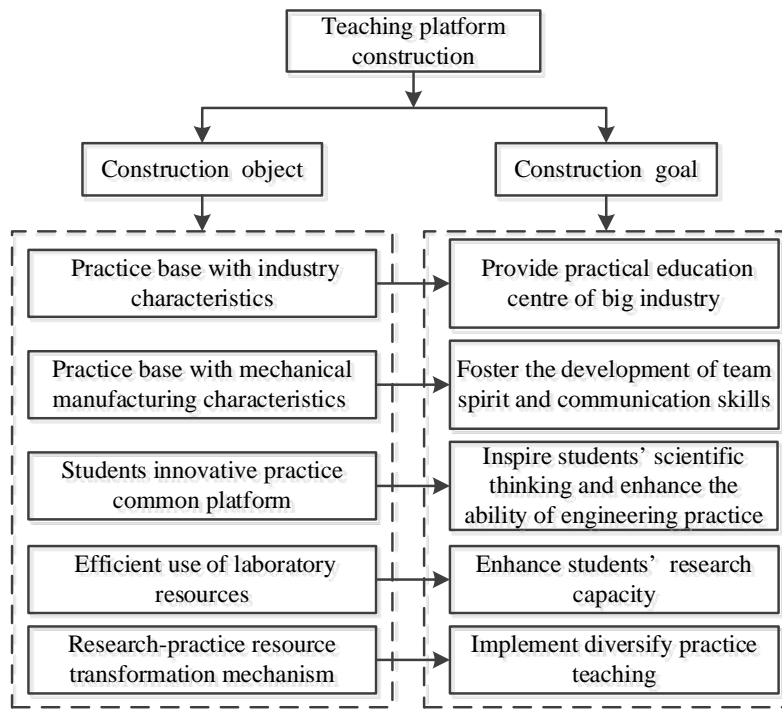 Teaching platform
construction
Construction object
Construction goal
Practice base with industry
characteristics
Provide practical education
centre of big industry
Practice base with mechanical
manufacturing characteristics
Foster the development of team
spirit and communication skills
Students innovative practice
common platform
Inspire students’ scientific
thinking and enhance the
ability of engineering practice
Efficient use of laboratory
resources
Enhance students’ research
capacity
Research-practice resource
transformation mechanism
Implement diversify practice
teaching